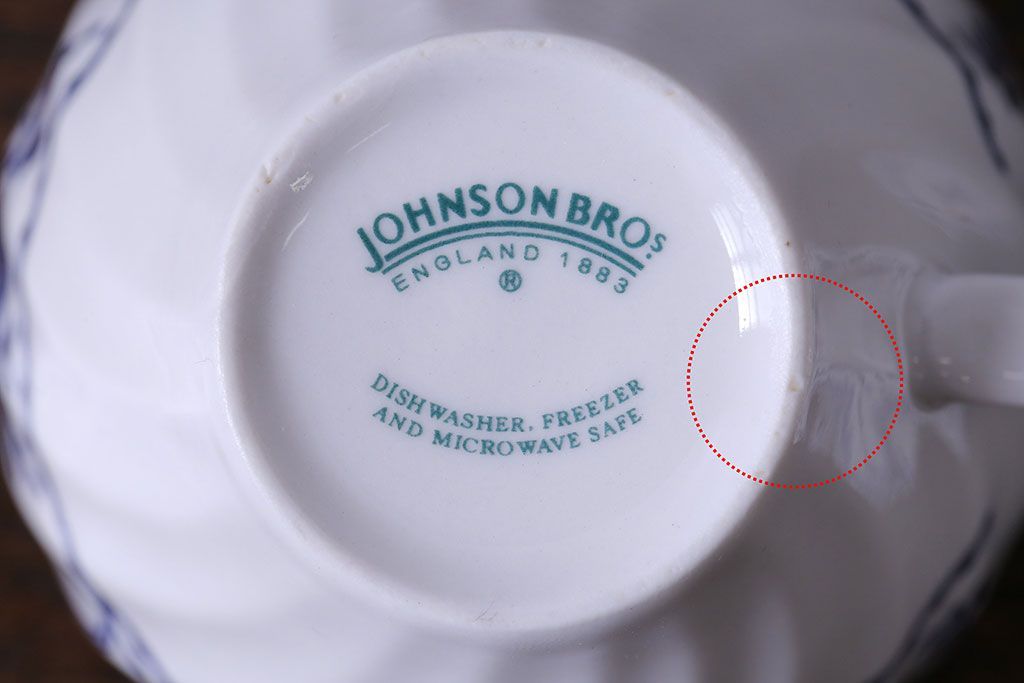 JOHNSON BROS.
ENGLAND 1883
®
DISHWASHER, FREEZER
AND MICROWAVE SAFE